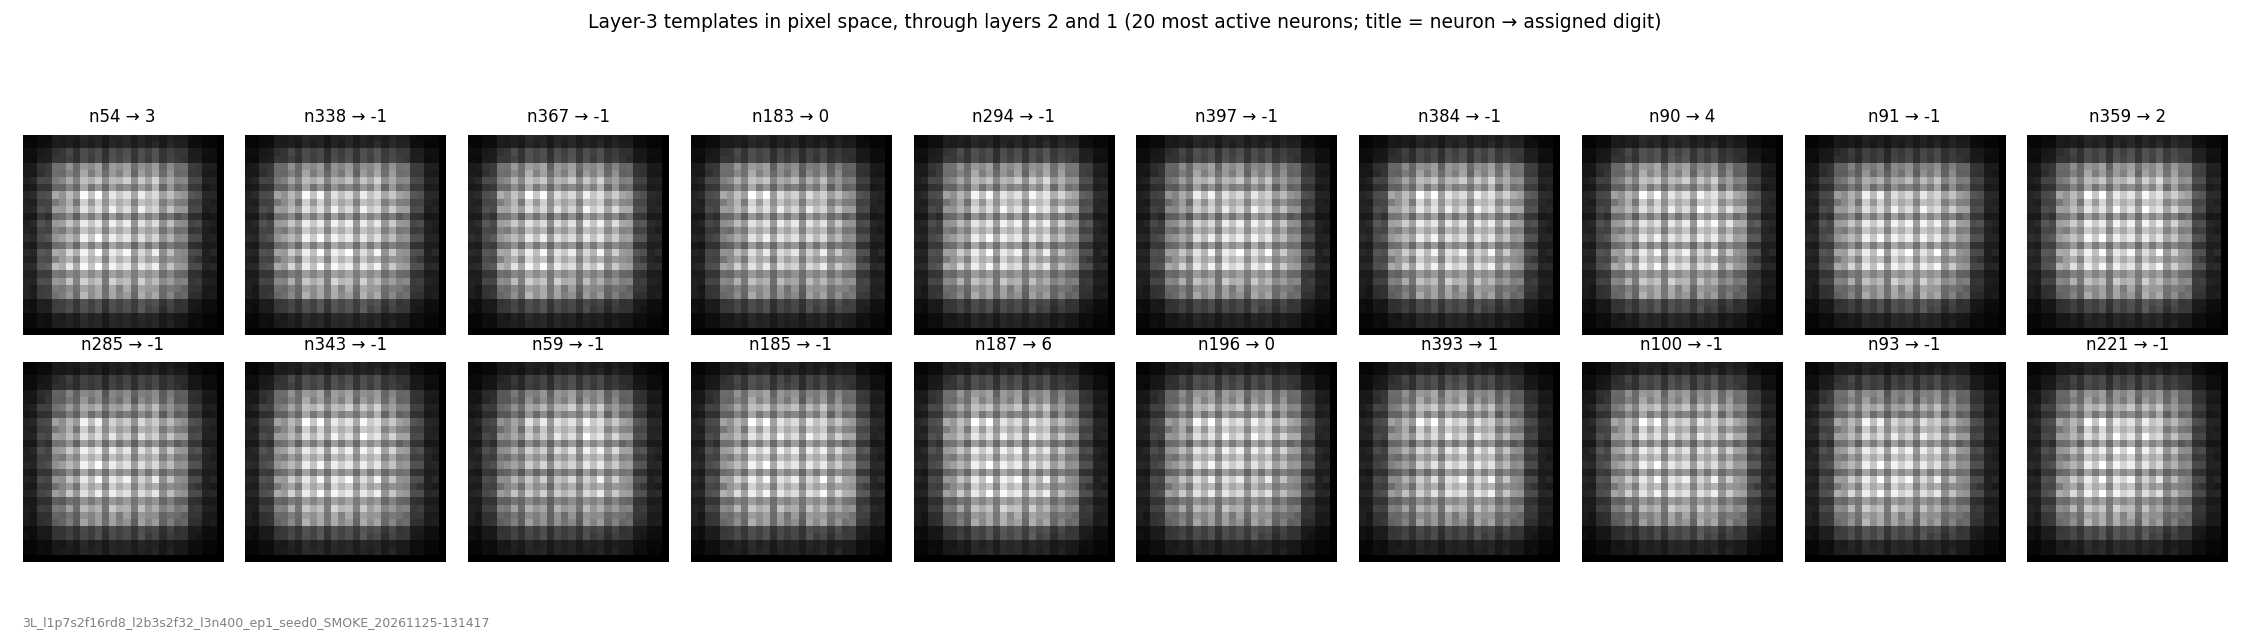 Layer-3 templates in pixel space, through layers 2 and 1 (20 most active neurons; title = neuron → assigned digit)
n54 → 3 n338 → -1 n367 → -1 n183 → 0 n294 → -1 n397 → -1 n384 → -1 n90 → 4 n91 → -1 n359 → 2
n285 → -1 n343 → -1 n59 → -1 n185 → -1 n187 → 6 n196 → 0 n393 → 1 n100 → -1 n93 → -1 n221 → -1
3L_l1p7s2f16rd8_l2b3s2f32_l3n400_ep1_seed0_SMOKE_20261125-131417